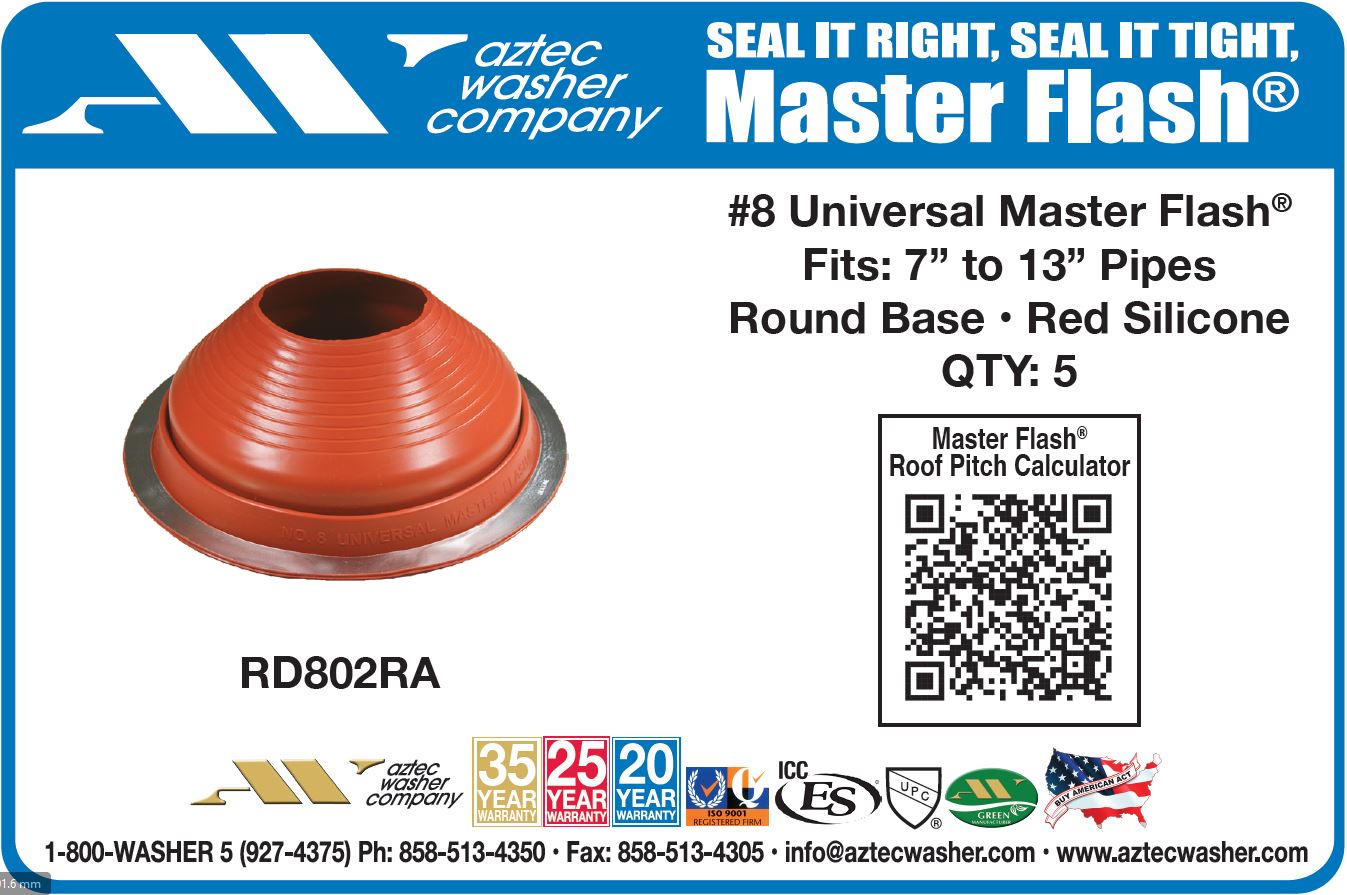 aztec
washer
company
SEAL IT RIGHT, SEAL IT TIGHT,
Master Flash®
#8 Universal Master Flash®
Fits: 7” to 13” Pipes
Round Base • Red Silicone
QTY: 5
Master Flash®
Roof Pitch Calculator
NO. 8 UNIVERSAL MASTER FLASH
RD802RA
aztec
washer
company
35
YEAR
WARRANTY
25
YEAR
WARRANTY
20
YEAR
WARRANTY
Q
ISO 9001
REGISTERED FIRM
ICC
ES®
UPC
®
GREEN
MANUFACTURER
BUY AMERICAN ACT
1-800-WASHER 5 (927-4375) Ph: 858-513-4350 • Fax: 858-513-4305 • info@aztecwasher.com • www.aztecwasher.com
91.6 mm